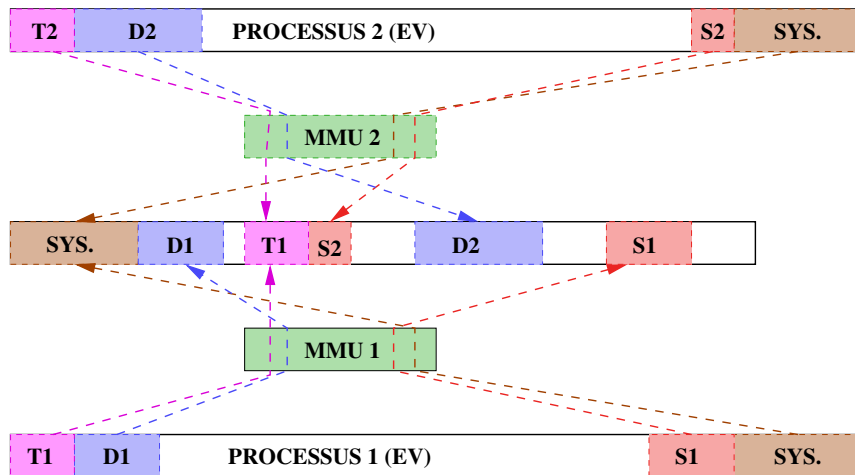 T2 D2 PROCESSUS 2 (EV) S2 SYS.
MMU 2
SYS. D1 T1 S2 D2 S1
MMU 1
T1 D1 PROCESSUS 1 (EV) S1 SYS.